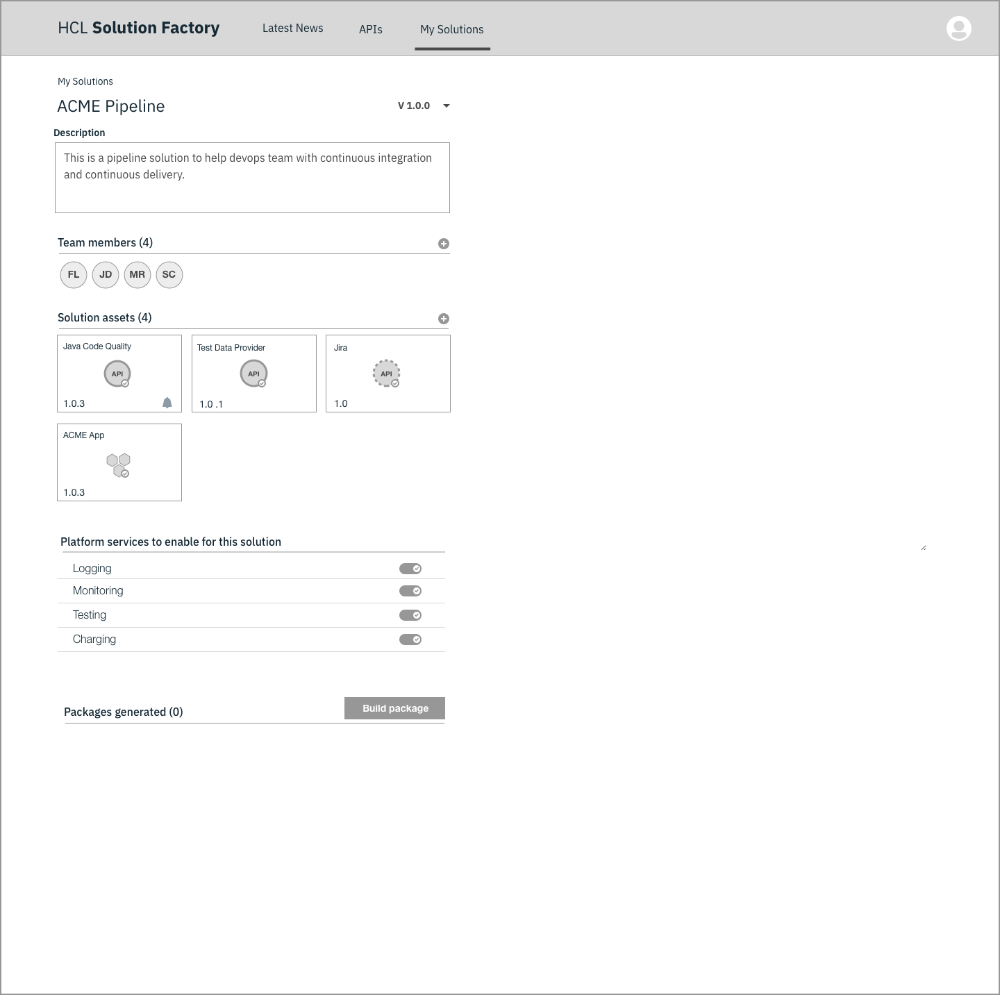 HCL Solution Factory
Latest News
APIs
My Solutions
My Solutions
ACME Pipeline
V 1.0.0
Description
This is a pipeline solution to help devops team with continuous integration
and continuous delivery.
Team members (4)
FL
JD
MR
SC
Solution assets (4)
Java Code Quality
API
1.0.3
Test Data Provider
API
1.0 .1
Jira
API
1.0
ACME App
1.0.3
Platform services to enable for this solution
Logging
Monitoring
Testing
Charging
Packages generated (0)
Build package